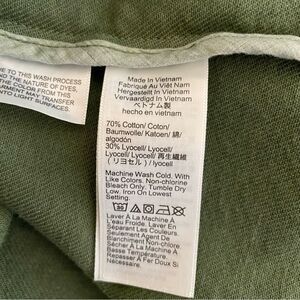 E TO THIS WASH PROCESS
AND THE NATURE OF DYES,
THE COLOR FROM THIS
GARMENT MAY TRANSFER
ONTO LIGHT SURFACES.
Made In Vietnam
Fabriqué Au Viêt Nam
Hergestellt In Vietnam
Vervaardigd In Vietnam
ベトナム製
hecho en vietnam
70% Cotton/ Coton/
Baumwolle/ Katoen/ 綿/
algodón
30% Lyocell/ Lyocell/
Lyocell/ Lyocell/ 再生繊維
(リヨセル) / lyocell
Machine Wash Cold, With
Like Colors. Non-chlorine
Bleach Only. Tumble Dry
Low. Iron On Lowest
Setting.
Laver À La Machine À
L'eau Froide. Laver En
Séparant Les Couleurs.
Seulement Agent De
Blanchiment Non-chlore
Sécher À La Machine À
Basse Température.
Repasser À Fer Doux Si
Nécessaire.